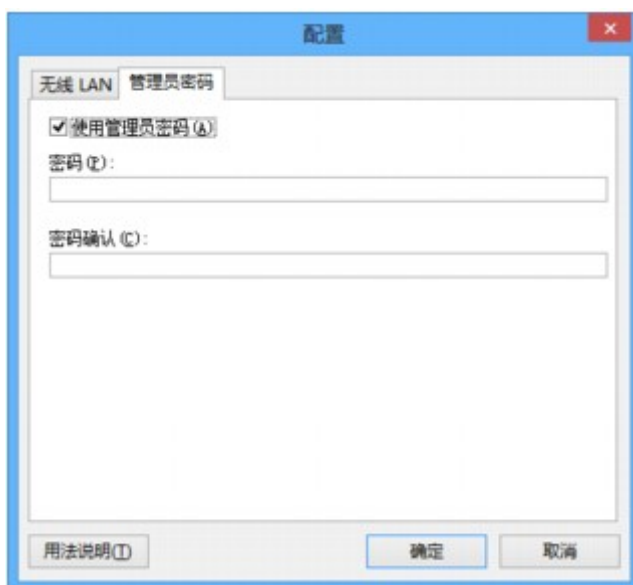 配置
无线 LAN 管理员密码
使用管理员密码(A)
密码(P):
密码确认(C):
用法说明(T) 确定 取消